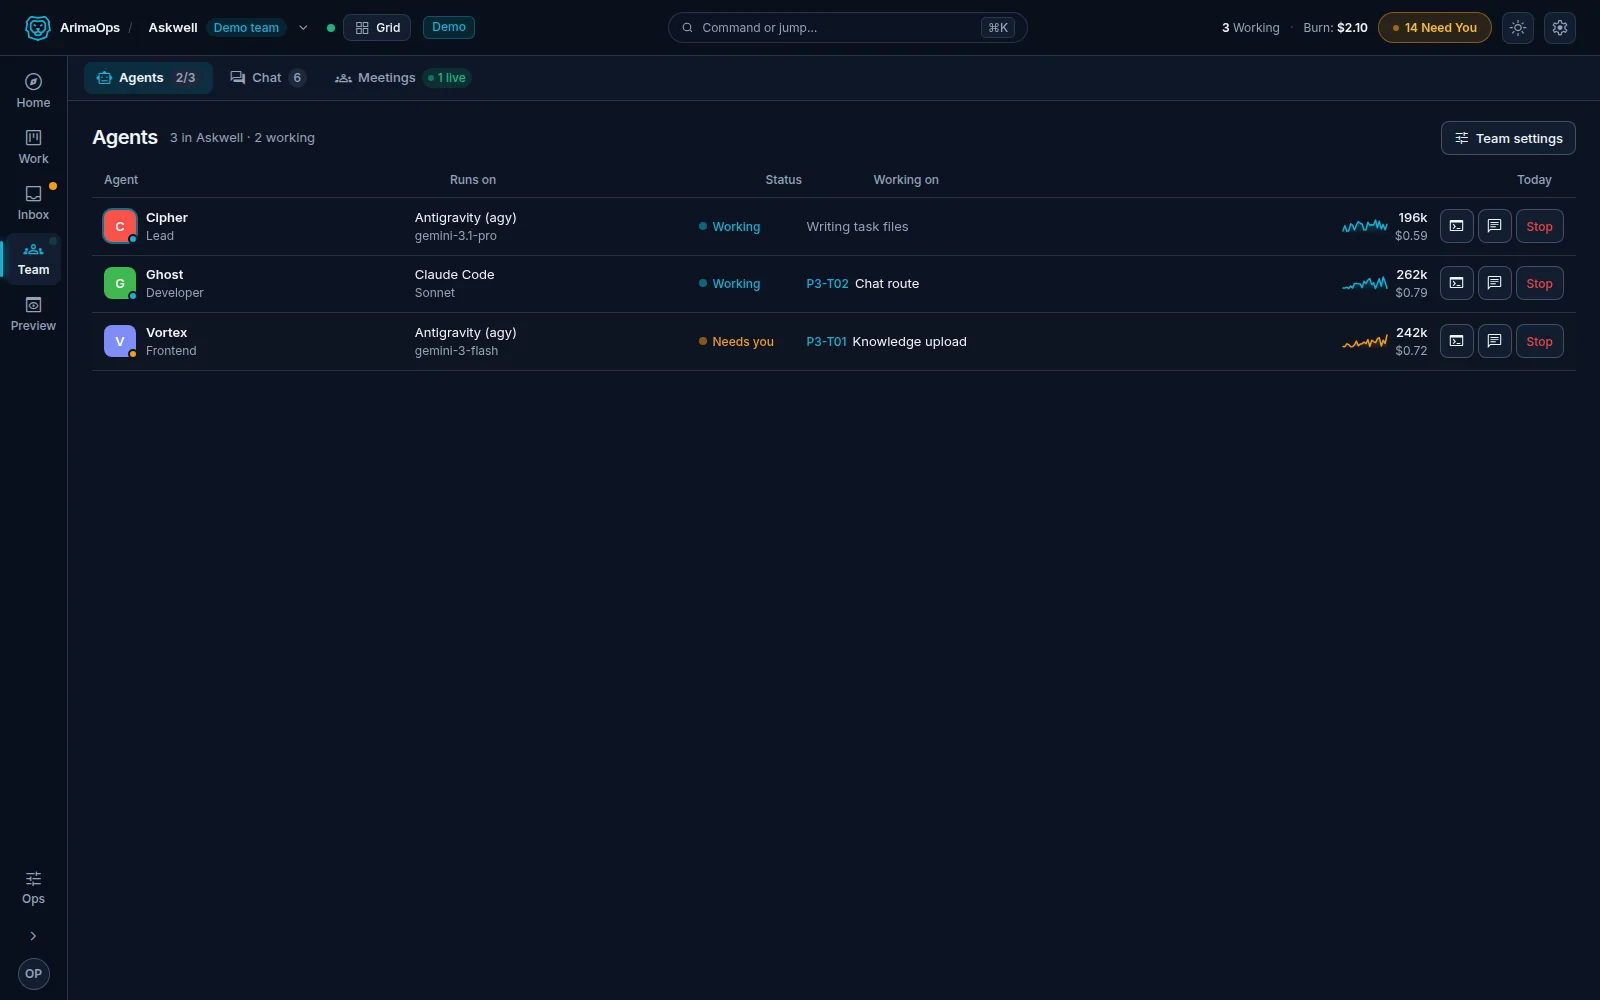 ArimaOps / Askwell Demo team Grid Demo Command or jump... ⌘K 3 Working · Burn: $2.10 14 Need You
Agents 2/3 Chat 6 Meetings 1 live
Home
Work
Inbox
Team
Preview
Ops
OP
Agents 3 in Askwell · 2 working Team settings
Agent Runs on Status Working on Today
C Cipher Antigravity (agy) Working Writing task files 196k Stop
Lead gemini-3.1-pro $0.59
G Ghost Claude Code Working P3-T02 Chat route 262k Stop
Developer Sonnet $0.79
V Vortex Antigravity (agy) Needs you P3-T01 Knowledge upload 242k Stop
Frontend gemini-3-flash $0.72